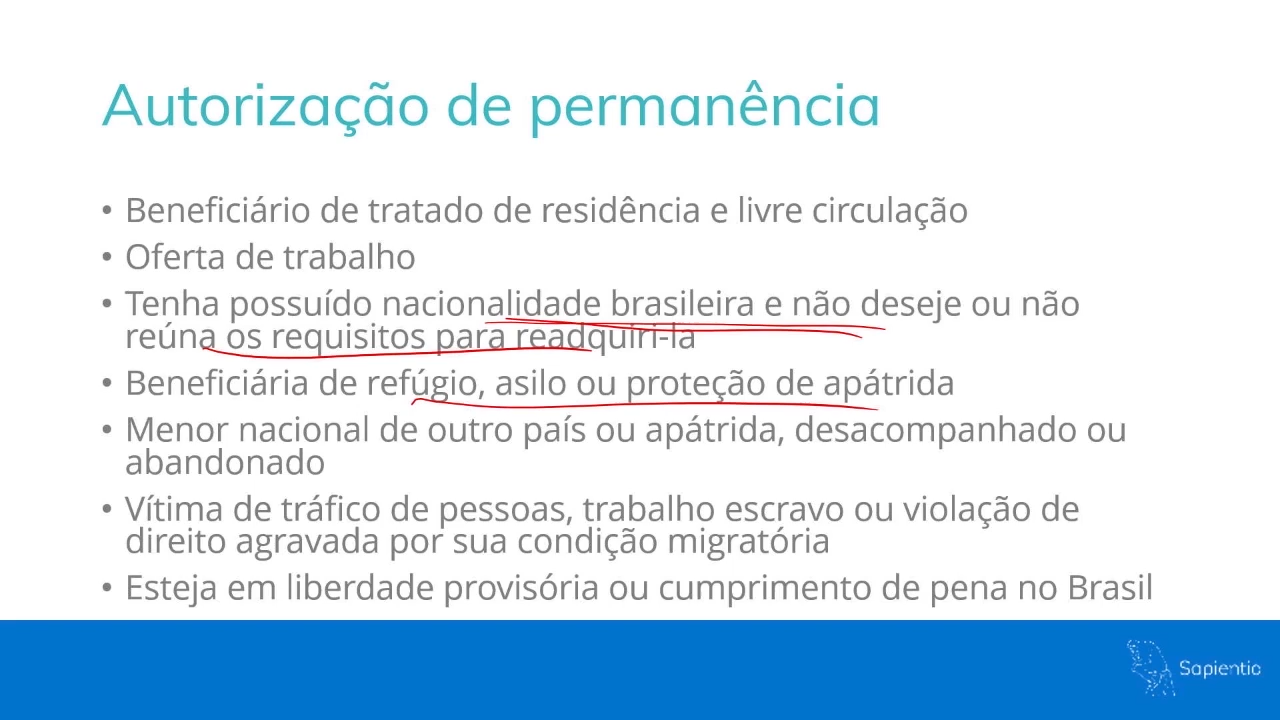 Autorização de permanência
• Beneficiário de tratado de residência e livre circulação
• Oferta de trabalho
• Tenha possuído nacionalidade brasileira e não deseje ou não
reúna os requisitos para readquiri-la
• Beneficiária de refúgio, asilo ou proteção de apátrida
• Menor nacional de outro país ou apátrida, desacompanhado ou
abandonado
• Vítima de tráfico de pessoas, trabalho escravo ou violação de
direito agravada por sua condição migratória
• Esteja em liberdade provisória ou cumprimento de pena no Brasil
Sapientia